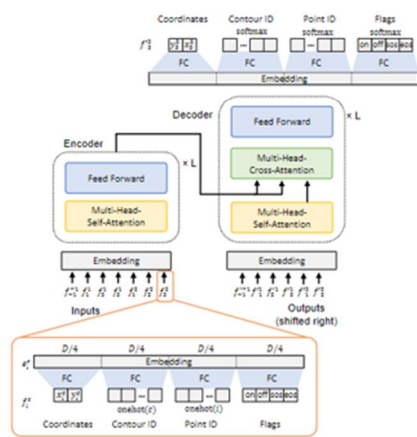 Coordinates Contour ID Point ID Flags
softmax softmax softmax
on off sos eos
FC FC FC FC
Embedding
Decoder
× L
Feed Forward
Encoder
× L
Multi-Head-
Cross-Attention
Feed Forward
Multi-Head-
Self-Attention
Multi-Head-
Self-Attention
Embedding
Embedding
Inputs
Outputs
(shifted right)
D/4 D/4 D/4 D/4
Embedding
FC FC FC FC
on off sos eos
onehot(c) onehot(i)
Coordinates Contour ID Point ID Flags